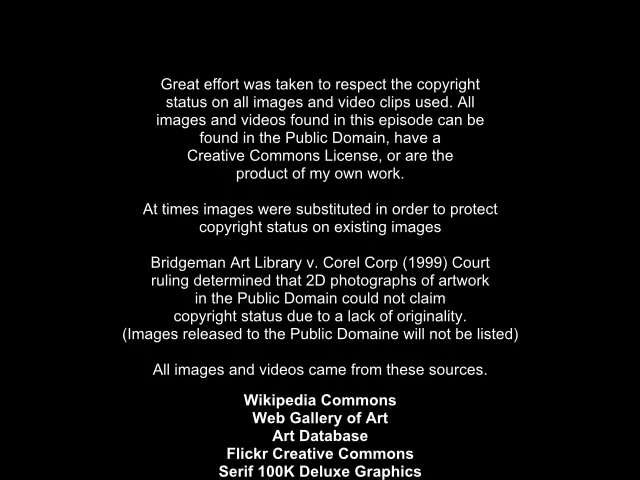 Great effort was taken to respect the copyright
status on all images and video clips used. All
images and videos found in this episode can be
found in the Public Domain, have a
Creative Commons License, or are the
product of my own work.
At times images were substituted in order to protect
copyright status on existing images
Bridgeman Art Library v. Corel Corp (1999) Court
ruling determined that 2D photographs of artwork
in the Public Domain could not claim
copyright status due to a lack of originality.
(Images released to the Public Domaine will not be listed)
All images and videos came from these sources.
Wikipedia Commons
Web Gallery of Art
Art Database
Flickr Creative Commons
Serif 100K Deluxe Graphics